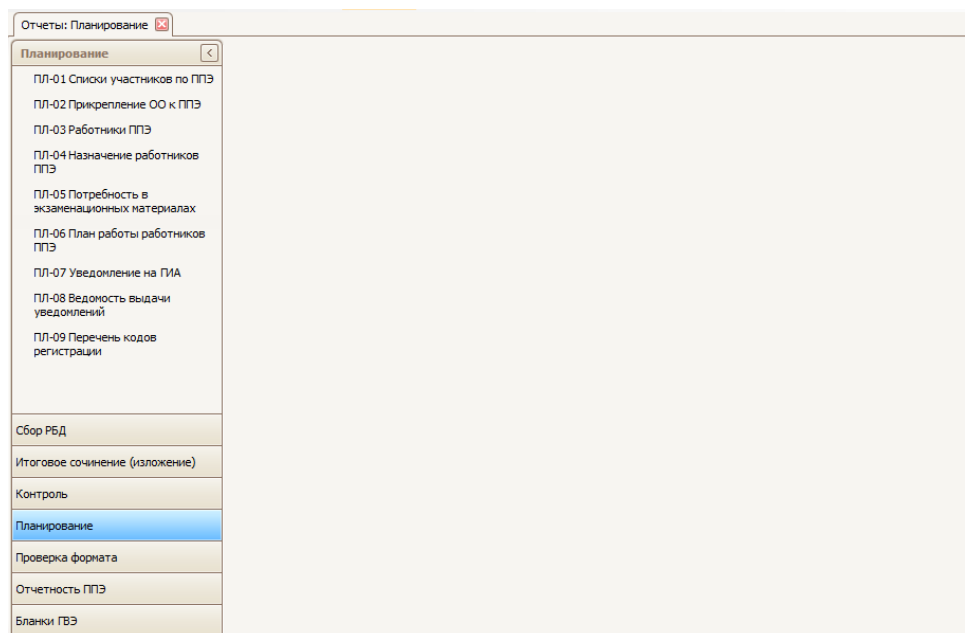 Отчеты: Планирование
Планирование
ПЛ-01 Списки участников по ППЭ
ПЛ-02 Прикрепление ОО к ППЭ
ПЛ-03 Работники ППЭ
ПЛ-04 Назначение работников
ППЭ
ПЛ-05 Потребность в
экзаменационных материалах
ПЛ-06 План работы работников
ППЭ
ПЛ-07 Уведомление на ГИА
ПЛ-08 Ведомость выдачи
уведомлений
ПЛ-09 Перечень кодов
регистрации
Сбор РБД
Итоговое сочинение (изложение)
Контроль
Планирование
Проверка формата
Отчетность ППЭ
Бланки ГВЭ